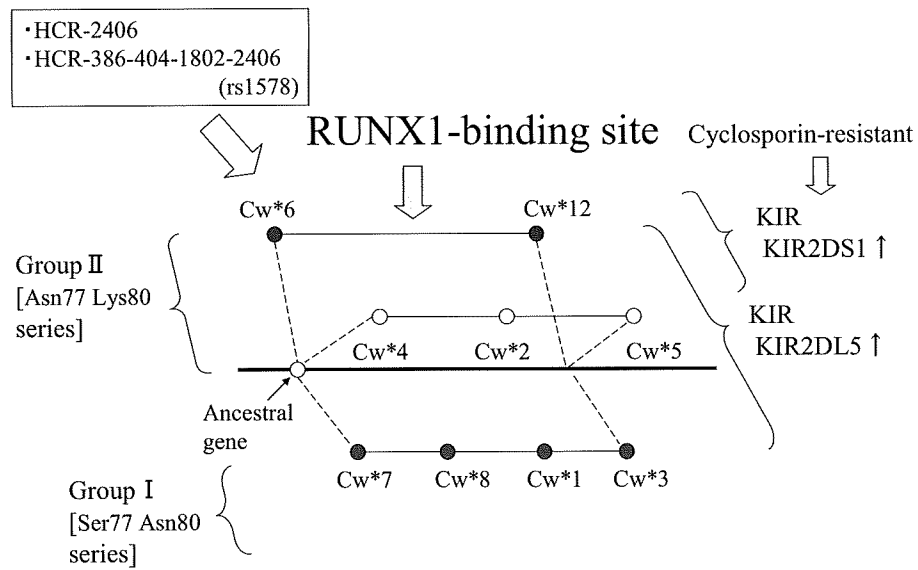 ・HCR-2406
・HCR-386-404-1802-2406
(rs1578)
RUNX1-binding site
Cyclosporin-resistant
Cw*6
Cw*12
KIR
KIR2DS1↑
Group Ⅱ
[Asn77 Lys80
series]
Cw*4
Cw*2
Cw*5
KIR
KIR2DL5↑
Ancestral
gene
Cw*7
Cw*8
Cw*1
Cw*3
Group Ⅰ
[Ser77 Asn80
series]